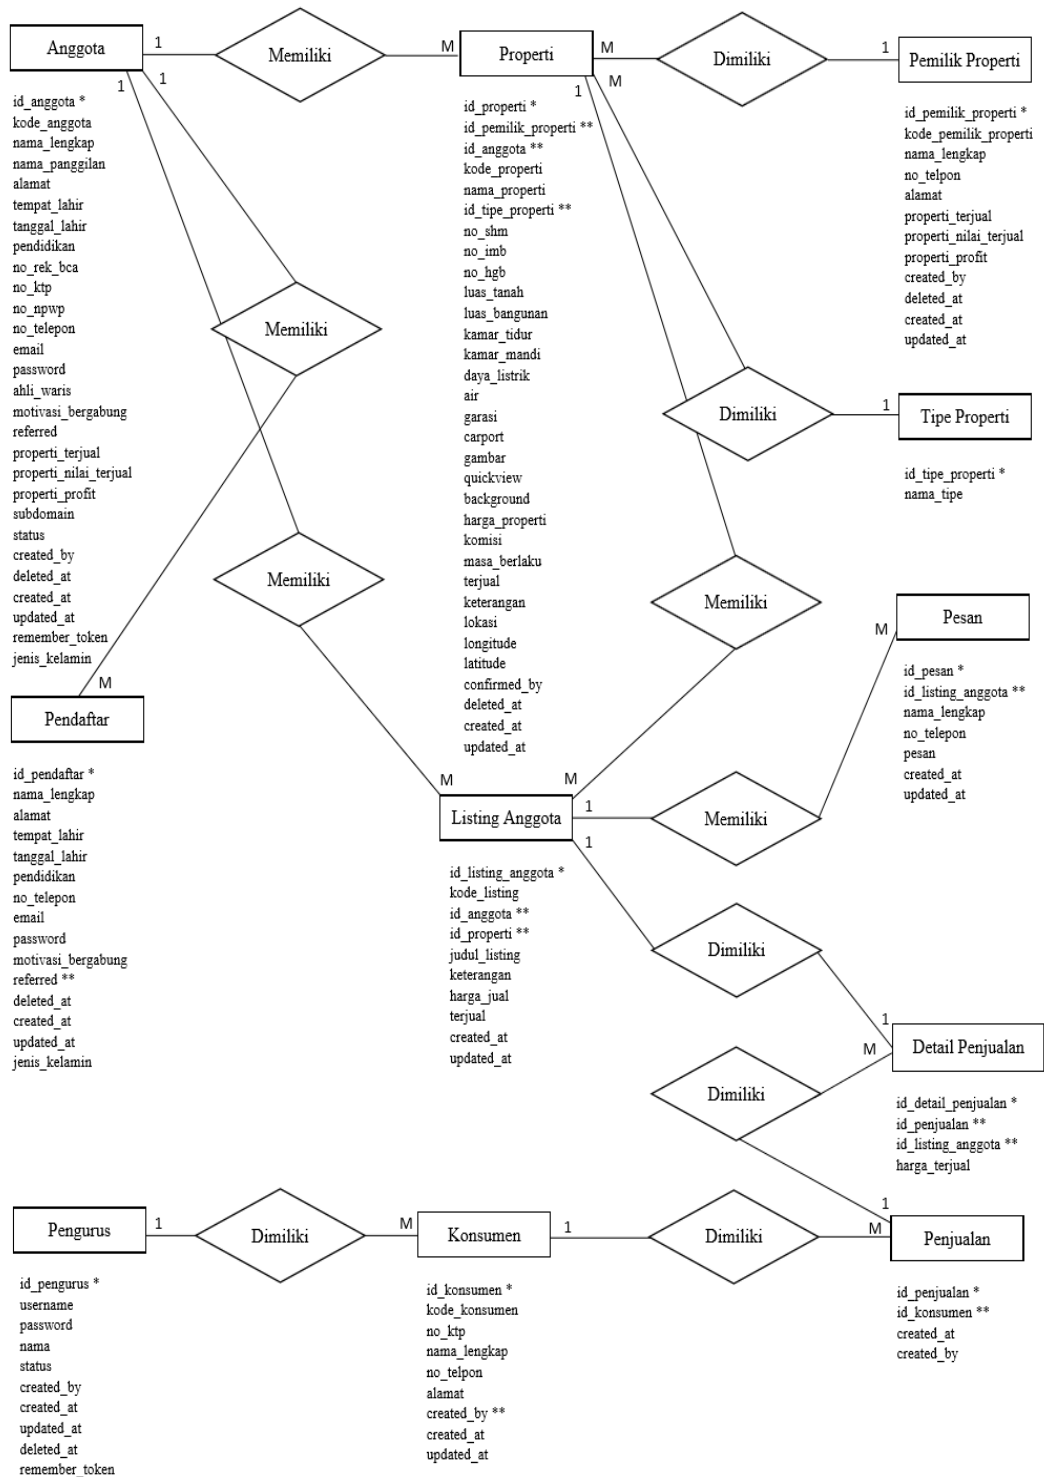 Anggota
1
Memiliki
M
Properti
M
Dimiliki
1
Pemilik Properti
1
1
1
M
id_anggota *
kode_anggota
nama_lengkap
nama_panggilan
alamat
tempat_lahir
tanggal_lahir
pendidikan
no_rek_bca
no_ktp
no_npwp
no_telepon
email
password
ahli_waris
motivasi_bergabung
referred
properti_terjual
properti_nilai_terjual
properti_profit
subdomain
status
created_by
deleted_at
created_at
updated_at
remember_token
jenis_kelamin
id_properti *
id_pemilik_properti **
id_anggota **
kode_properti
nama_properti
id_tipe_properti **
no_shm
no_imb
no_hgb
luas_tanah
luas_bangunan
kamar_tidur
kamar_mandi
daya_listrik
air
garasi
carport
gambar
quickview
background
harga_properti
komisi
masa_berlaku
terjual
keterangan
lokasi
longitude
latitude
confirmed_by
deleted_at
created_at
updated_at
id_pemilik_properti *
kode_pemilik_properti
nama_lengkap
no_telpon
alamat
properti_terjual
properti_nilai_terjual
properti_profit
created_by
deleted_at
created_at
updated_at
Memiliki
Dimiliki
1
Tipe Properti
id_tipe_properti *
nama_tipe
Memiliki
Memiliki
M
Pesan
id_pesan *
id_listing_anggota **
nama_lengkap
no_telepon
pesan
created_at
updated_at
M
Pendaftar
id_pendaftar *
nama_lengkap
alamat
tempat_lahir
tanggal_lahir
pendidikan
no_telepon
email
password
motivasi_bergabung
referred **
deleted_at
created_at
updated_at
jenis_kelamin
M
M
Listing Anggota
1
1
Memiliki
id_listing_anggota *
kode_listing
id_anggota **
id_properti **
judul_listing
keterangan
harga_jual
terjual
created_at
updated_at
Dimiliki
1
M
Detail Penjualan
Dimiliki
id_detail_penjualan *
id_penjualan **
id_listing_anggota **
harga_terjual
1
Pengurus
1
Dimiliki
M
Konsumen
1
Dimiliki
M
Penjualan
id_pengurus *
username
password
nama
status
created_by
created_at
updated_at
deleted_at
remember_token
id_konsumen *
kode_konsumen
no_ktp
nama_lengkap
no_telpon
alamat
created_by **
created_at
updated_at
id_penjualan *
id_konsumen **
created_at
created_by